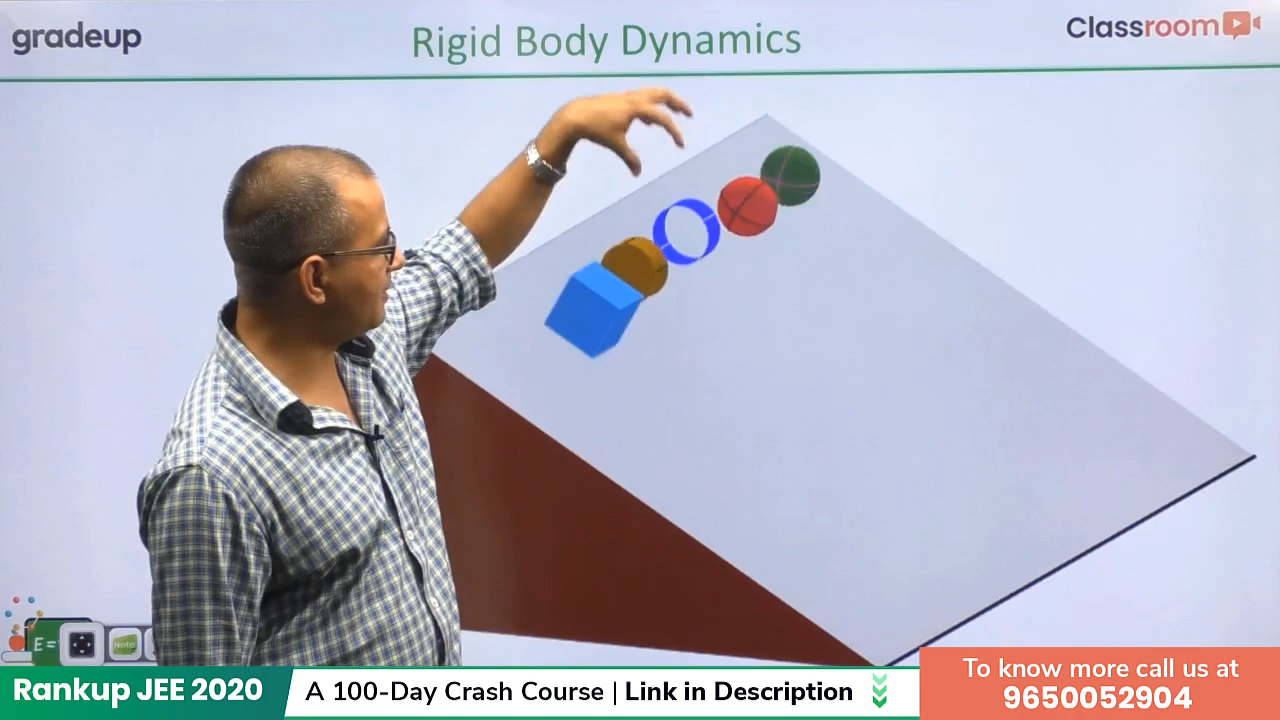 gradeup
Rigid Body Dynamics
Classroom
E=
Note
Rankup JEE 2020
A 100-Day Crash Course | Link in Description
To know more call us at
9650052904